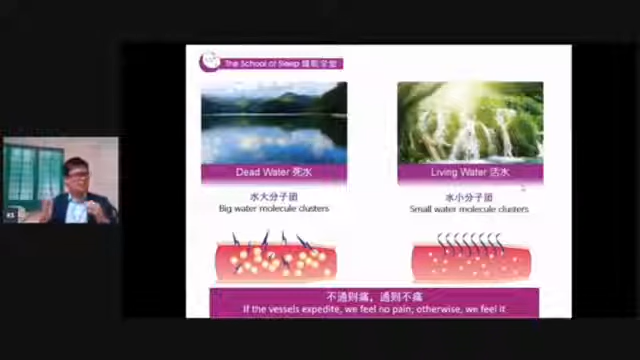 The School of Sleep 睡眠学堂
Dead Water 死水
Living Water 活水
水大分子团
Big water molecule clusters
水小分子团
Small water molecule clusters
不通则痛，通则不痛
If the vessels expedite, we feel no pain; otherwise, we feel it
KS